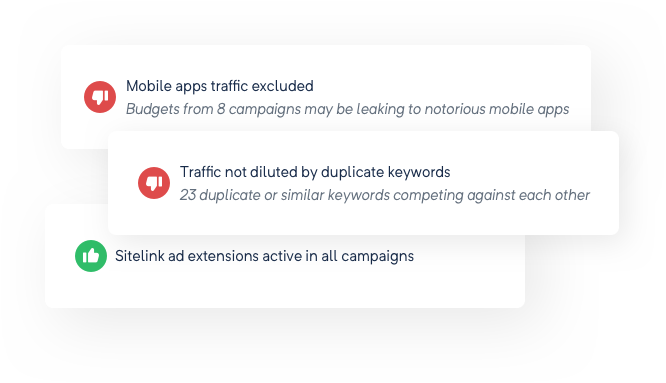 Mobile apps traffic excluded
Budgets from 8 campaigns may be leaking to notorious mobile apps
Traffic not diluted by duplicate keywords
23 duplicate or similar keywords competing against each other
Sitelink ad extensions active in all campaigns